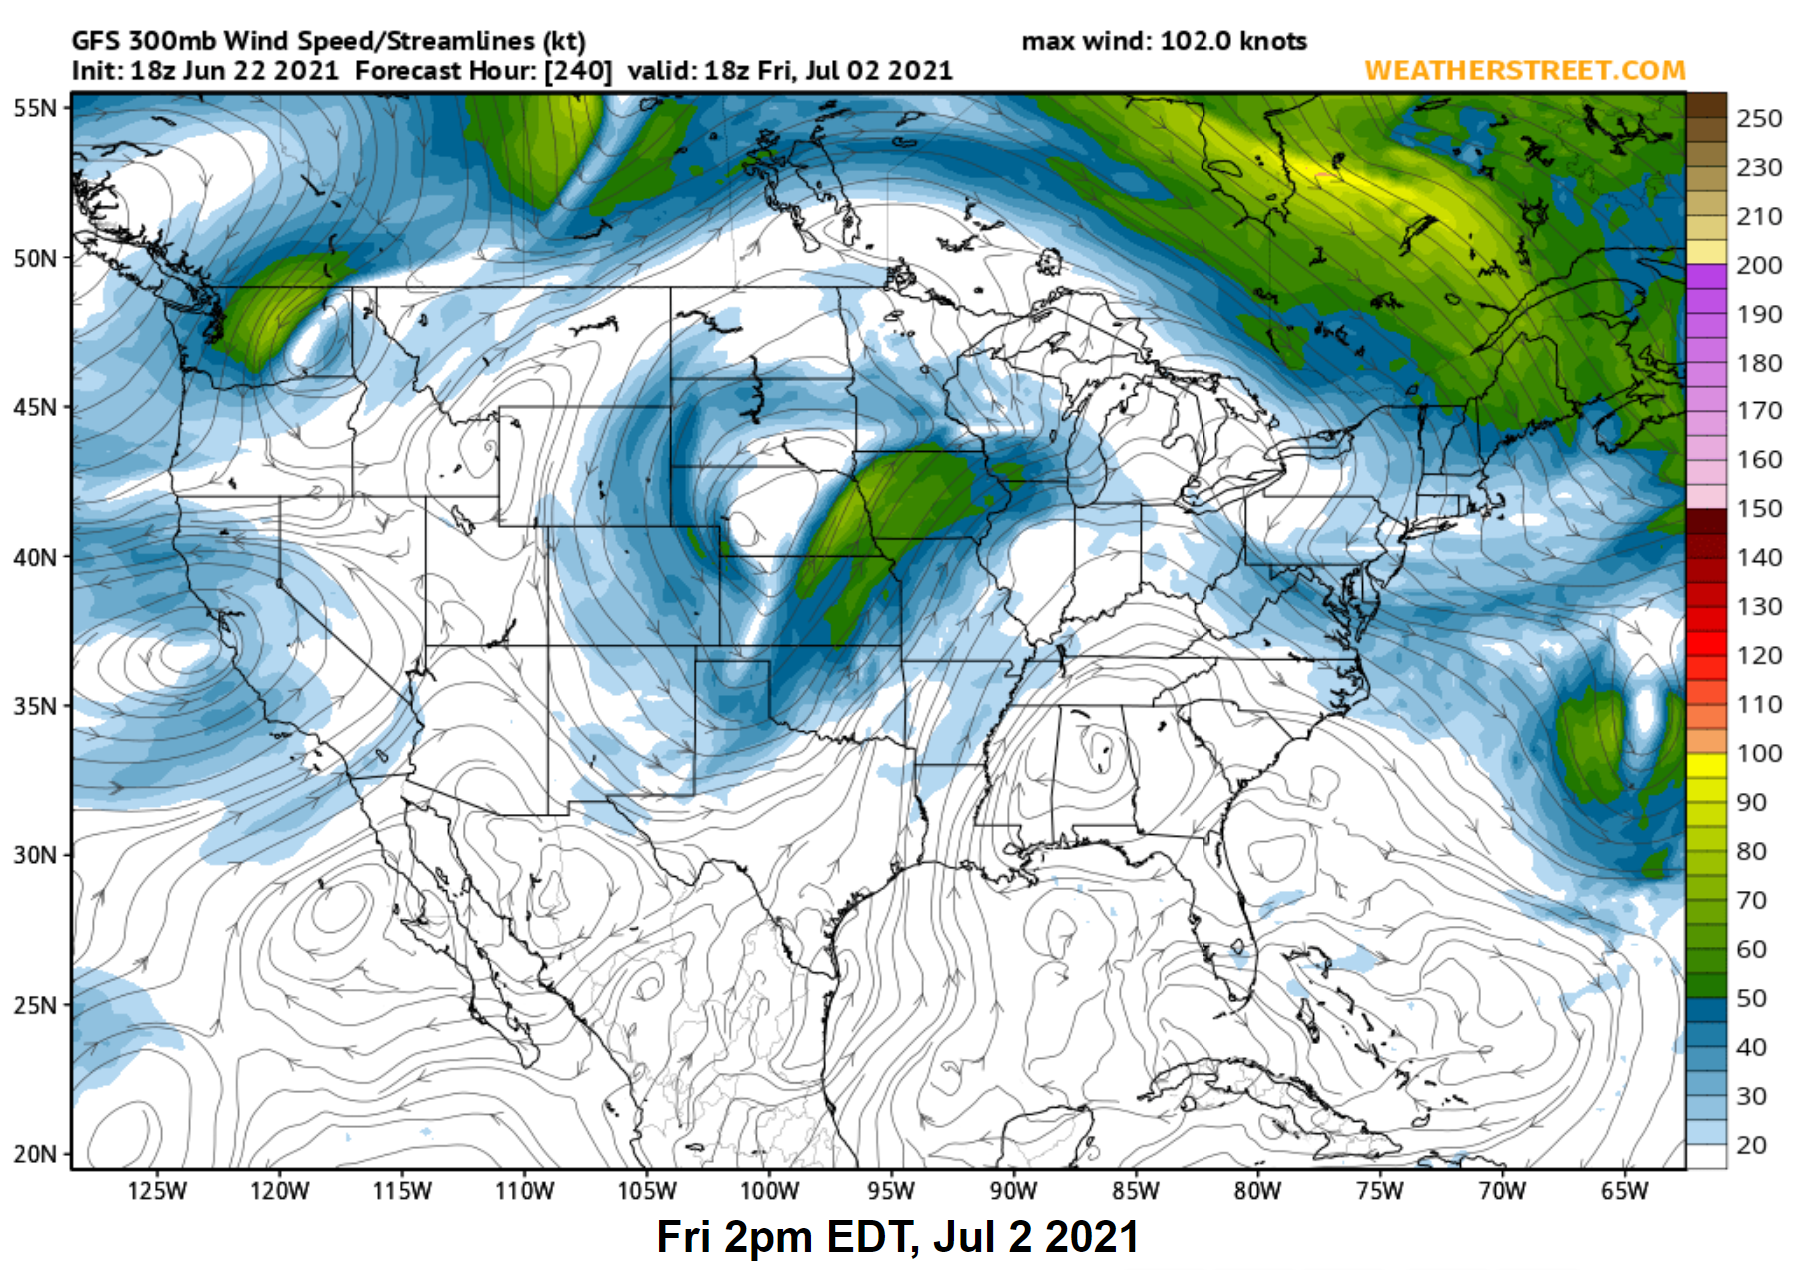 GFS 300mb Wind Speed/Streamlines (kt)
max wind: 102.0 knots
Init: 18z Jun 22 2021 Forecast Hour: [240] valid: 18z Fri, Jul 02 2021
WEATHERSTREET.COM
55N
50N
45N
40N
35N
30N
25N
20N
250
230
210
200
190
180
170
160
150
140
130
120
110
100
90
80
70
60
50
40
30
20
125W
120W
115W
110W
105W
100W
95W
90W
85W
80W
75W
70W
65W
Fri 2pm EDT, Jul 2 2021